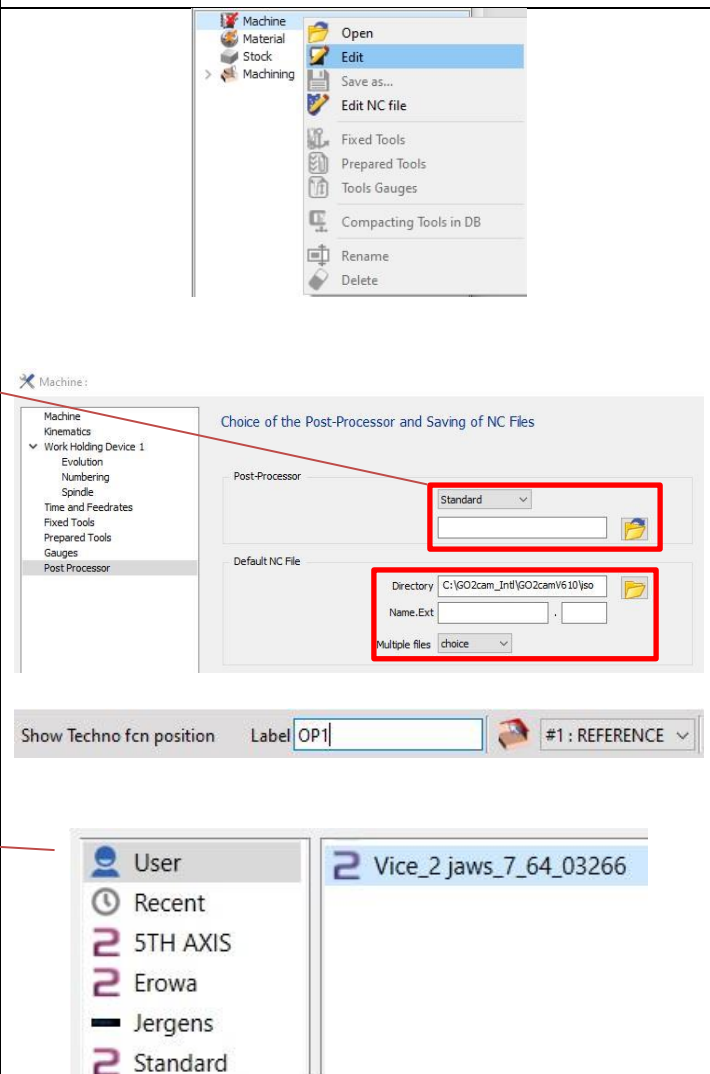 Machine
Material
Stock
Machining
Open
Edit
Save as...
Edit NC file
Fixed Tools
Prepared Tools
Tools Gauges
Compacting Tools in DB
Rename
Delete
Machine :
Machine
Kinematics
Work Holding Device 1
Evolution
Numbering
Spindle
Time and Feedrates
Fixed Tools
Prepared Tools
Gauges
Post Processor
Choice of the Post-Processor and Saving of NC Files
Post-Processor
Standard
Default NC File
Directory C:\GO2cam_Intl\GO2camV610\iso
Name.Ext .
Multiple files choice
Show Techno fcn position Label OP1 #1 : REFERENCE
User
Recent
5TH AXIS
Erowa
Jergens
Standard
Vice_2 jaws_7_64_03266